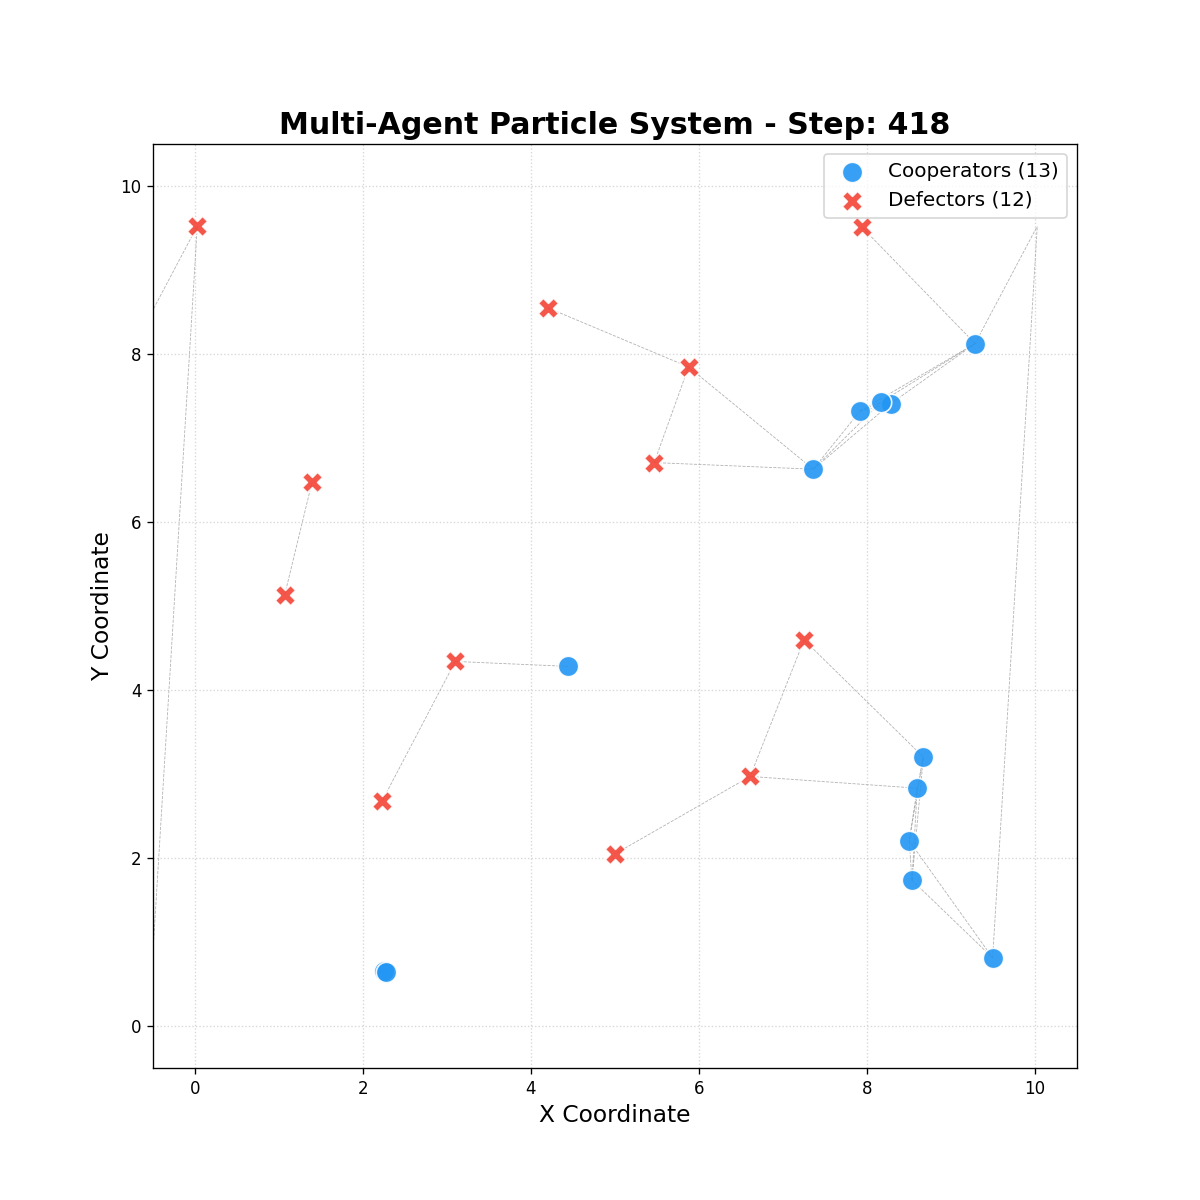 Multi-Agent Particle System - Step: 418
Cooperators (13)
Defectors (12)
10
8
6
4
2
0
Y Coordinate
0 2 4 6 8 10
X Coordinate